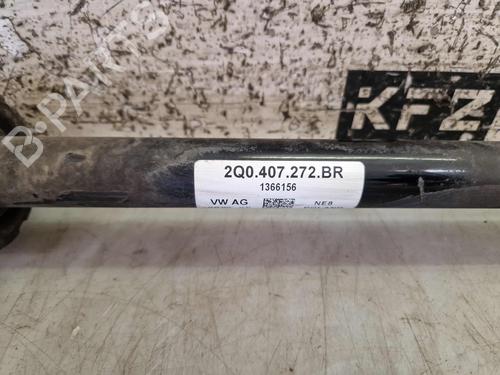 B-PARTS
KFZ
2Q0.407.272.BR
1366156
VW AG
NE8